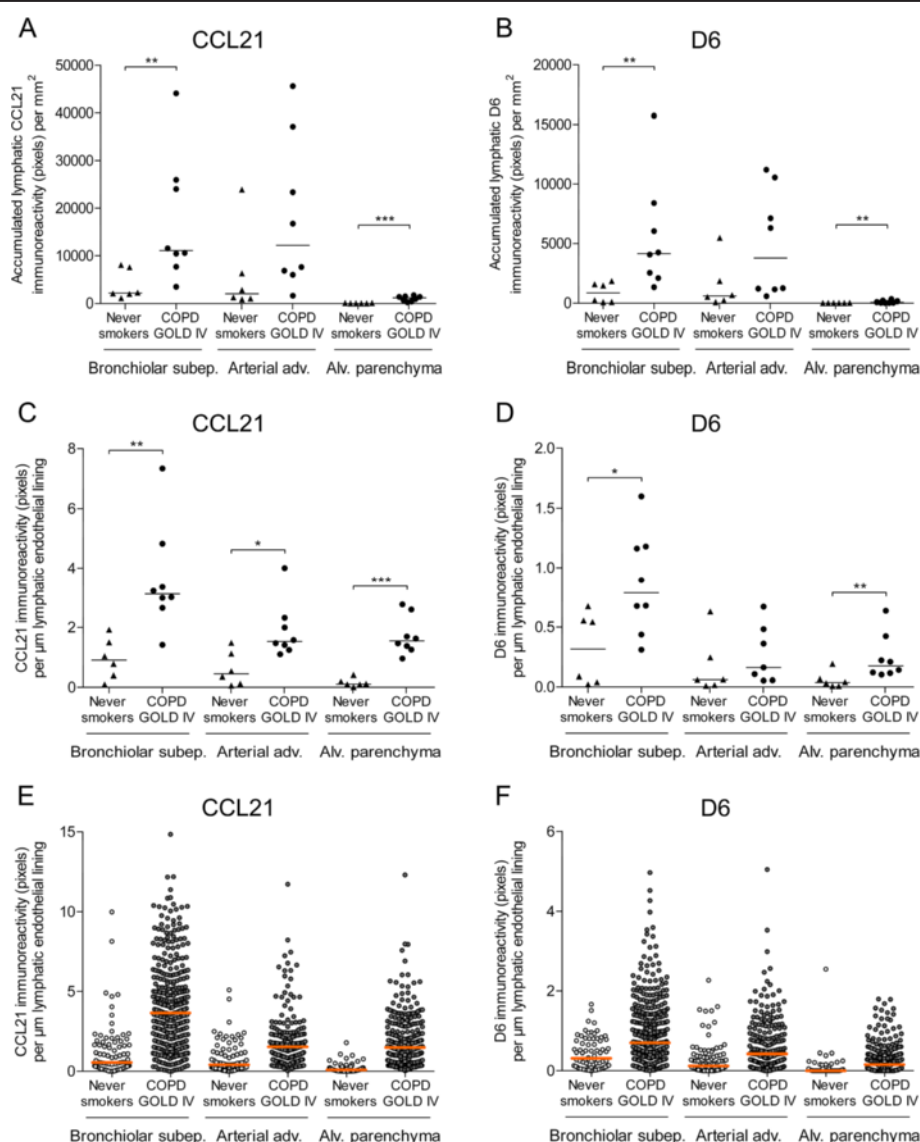 A
CCL21
Accumulated lymphatic CCL21
immunoreactivity (pixels) per mm²
50000
40000
30000
20000
10000
0
**
***
Never
smokers
COPD
GOLD IV
Never
smokers
COPD
GOLD IV
Never
smokers
COPD
GOLD IV
Bronchiolar subep.
Arterial adv.
Alv. parenchyma
B
D6
Accumulated lymphatic D6
immunoreactivity (pixels) per mm²
20000
15000
10000
5000
0
**
**
Never
smokers
COPD
GOLD IV
Never
smokers
COPD
GOLD IV
Never
smokers
COPD
GOLD IV
Bronchiolar subep.
Arterial adv.
Alv. parenchyma
C
CCL21
CCL21 immunoreactivity (pixels)
per µm lymphatic endothelial lining
8
6
4
2
0
**
*
***
Never
smokers
COPD
GOLD IV
Never
smokers
COPD
GOLD IV
Never
smokers
COPD
GOLD IV
Bronchiolar subep.
Arterial adv.
Alv. parenchyma
D
D6
D6 immunoreactivity (pixels)
per µm lymphatic endothelial lining
2.0
1.5
1.0
0.5
0.0
*
**
Never
smokers
COPD
GOLD IV
Never
smokers
COPD
GOLD IV
Never
smokers
COPD
GOLD IV
Bronchiolar subep.
Arterial adv.
Alv. parenchyma
E
CCL21
CCL21 immunoreactivity (pixels)
per µm lymphatic endothelial lining
15
10
5
0
Never
smokers
COPD
GOLD IV
Never
smokers
COPD
GOLD IV
Never
smokers
COPD
GOLD IV
Bronchiolar subep.
Arterial adv.
Alv. parenchyma
F
D6
D6 immunoreactivity (pixels)
per µm lymphatic endothelial lining
6
4
2
0
Never
smokers
COPD
GOLD IV
Never
smokers
COPD
GOLD IV
Never
smokers
COPD
GOLD IV
Bronchiolar subep.
Arterial adv.
Alv. parenchyma